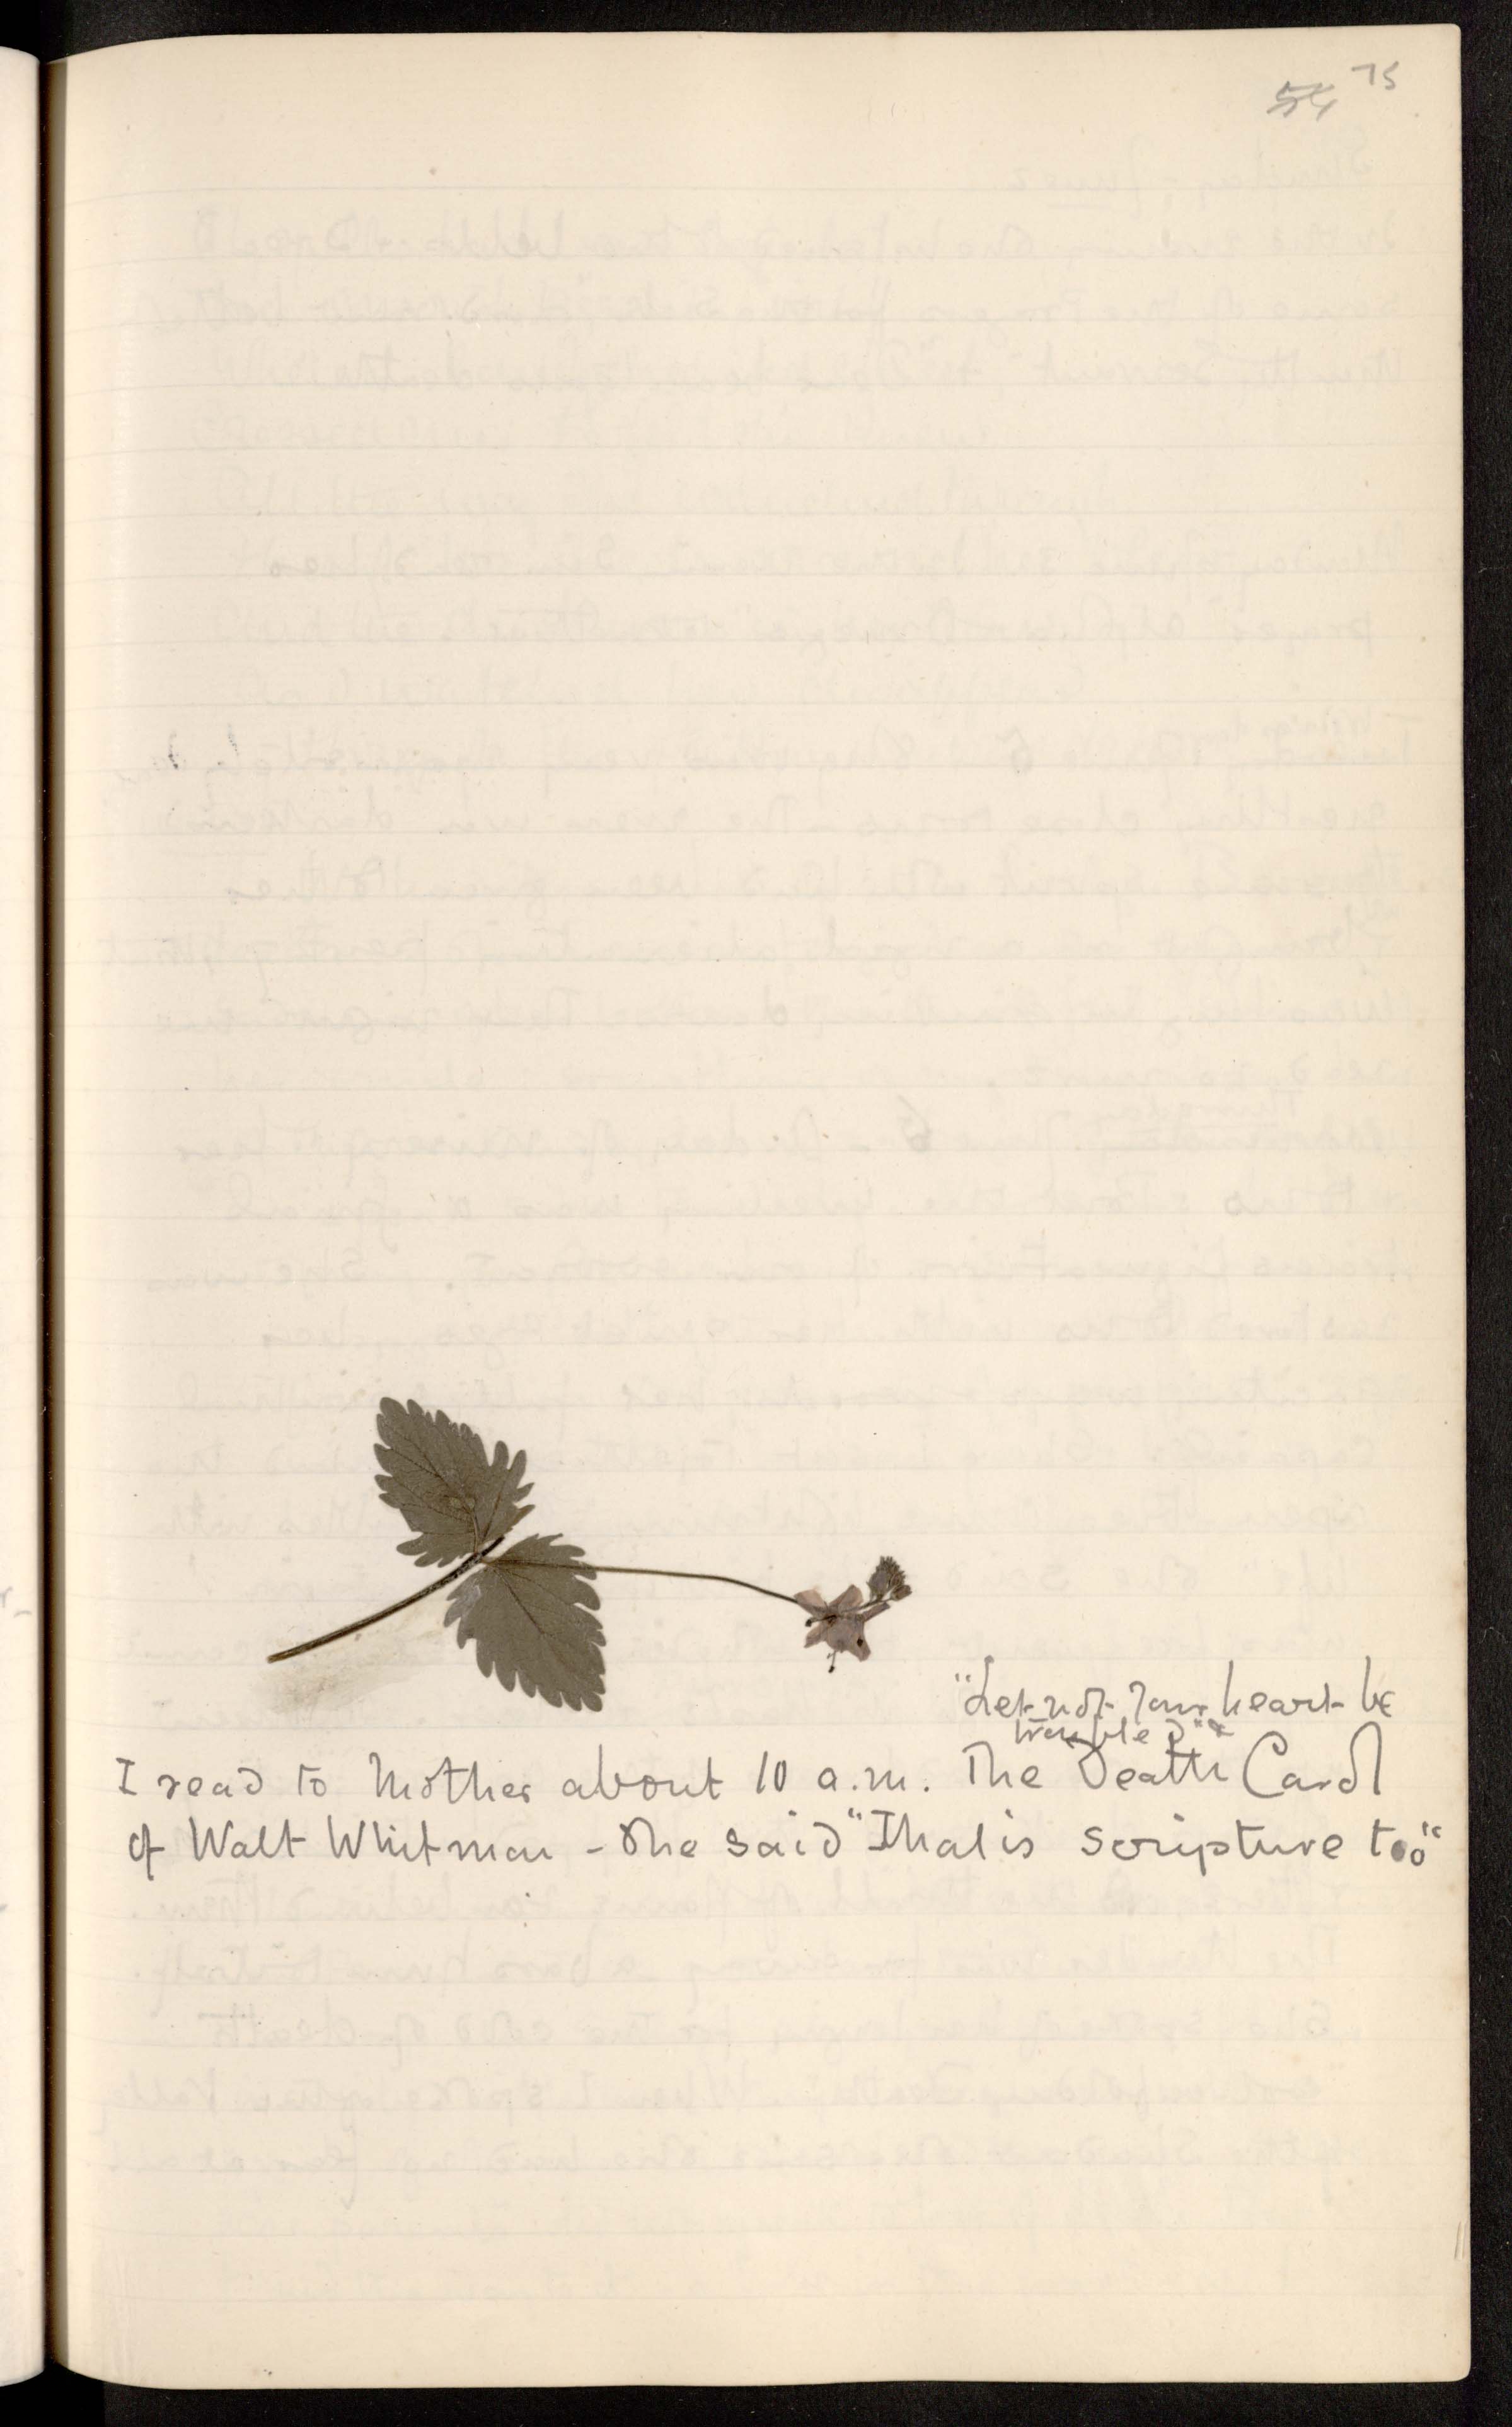 54 75
"Let not your heart be
troubled" &
I read to Mother about 10 a.m. The Death Carol
of Walt Whitman - She said "That is scripture too"